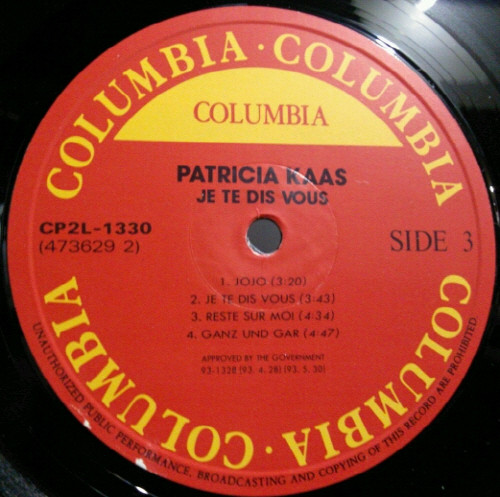 COLUMBIA · COLUMBIA
COLUMBIA
PATRICIA KAAS
JE TE DIS VOUS
CP2L-1330
(473629 2)
SIDE 3
1. JOJO (3:20)
2. JE TE DIS VOUS (3:43)
3. RESTE SUR MOI (4:34)
4. GANZ UND GAR (4:47)
APPROVED BY THE GOVERNMENT
93-1328 (93. 4. 28) (93. 5. 30)
COLUMBIA · COLUMBIA
UNAUTHORIZED PUBLIC PERFORMANCE, BROADCASTING AND COPYING OF THIS RECORD ARE PROHIBITED.